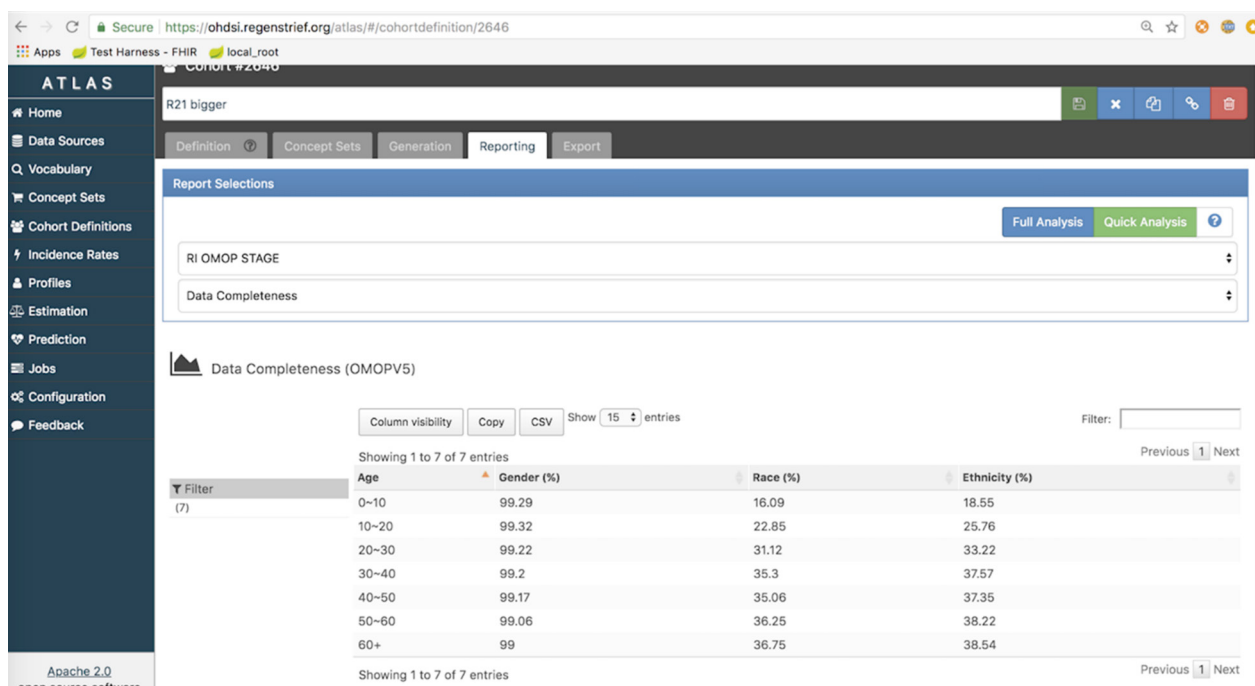 Secure https://ohdsi.regenstrief.org/atlas/#/cohortdefinition/2646
Apps Test Harness - FHIR local_root
ATLAS
Home
Data Sources
Vocabulary
Concept Sets
Cohort Definitions
Incidence Rates
Profiles
Estimation
Prediction
Jobs
Configuration
Feedback
Apache 2.0
open source software
Cohort #2646
R21 bigger
Definition ? Concept Sets Generation Reporting Export
Report Selections
Full Analysis Quick Analysis ?
RI OMOP STAGE
Data Completeness
Data Completeness (OMOPV5)
Column visibility Copy CSV Show 15 entries Filter:
Showing 1 to 7 of 7 entries Previous 1 Next
Filter
(7)
Age Gender (%) Race (%) Ethnicity (%)
0~10 99.29 16.09 18.55
10~20 99.32 22.85 25.76
20~30 99.22 31.12 33.22
30~40 99.2 35.3 37.57
40~50 99.17 35.06 37.35
50~60 99.06 36.25 38.22
60+ 99 36.75 38.54
Showing 1 to 7 of 7 entries Previous 1 Next